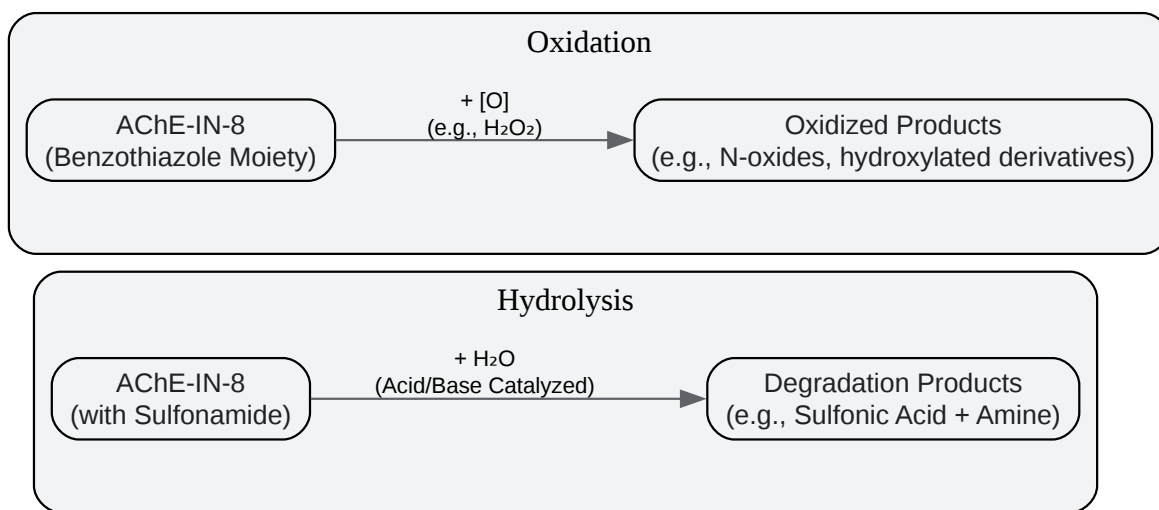 Oxidation
AChE-IN-8
(Benzothiazole Moiety)
+ [O]
(e.g., H₂O₂)
Oxidized Products
(e.g., N-oxides, hydroxylated derivatives)
Hydrolysis
AChE-IN-8
(with Sulfonamide)
+ H₂O
(Acid/Base Catalyzed)
Degradation Products
(e.g., Sulfonic Acid + Amine)